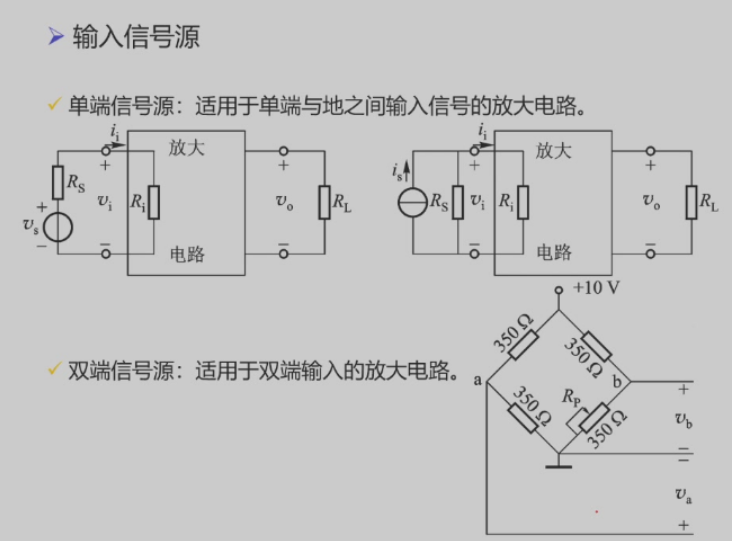 输入信号源
单端信号源：适用于单端与地之间输入信号的放大电路。
i_i
放大
R_S
+
v_i
R_i
+
v_o
R_L
+
v_s
−
−
电路
−
i_i
放大
i_s
R_S
+
v_i
R_i
+
v_o
R_L
−
电路
−
+10 V
350 Ω
350 Ω
双端信号源：适用于双端输入的放大电路。
a
b
350 Ω
R_P
350 Ω
+
v_b
−
−
v_a
+